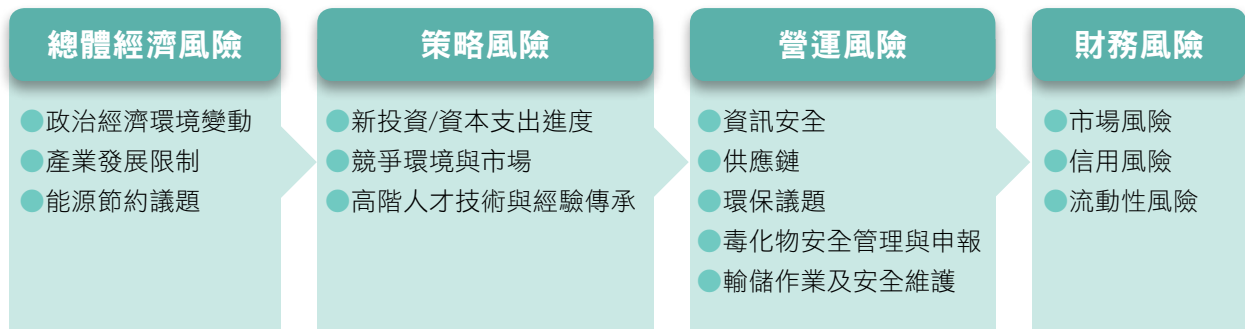 總體經濟風險
●政治經濟環境變動
●產業發展限制
●能源節約議題
策略風險
●新投資/資本支出進度
●競爭環境與市場
●高階人才技術與經驗傳承
營運風險
●資訊安全
●供應鏈
●環保議題
●毒化物安全管理與申報
●輸儲作業及安全維護
財務風險
●市場風險
●信用風險
●流動性風險